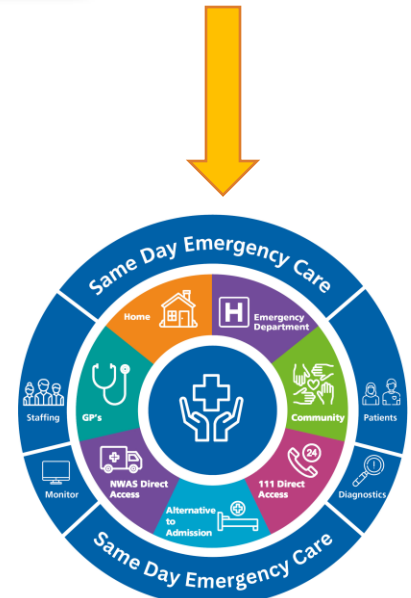 Same Day Emergency Care
Home
H
Emergency
Department
Staffing
GP's
Community
Patients
24
NWAS Direct
Access
111 Direct
Access
Monitor
Diagnostics
Alternative
to
Admission
Same Day Emergency Care